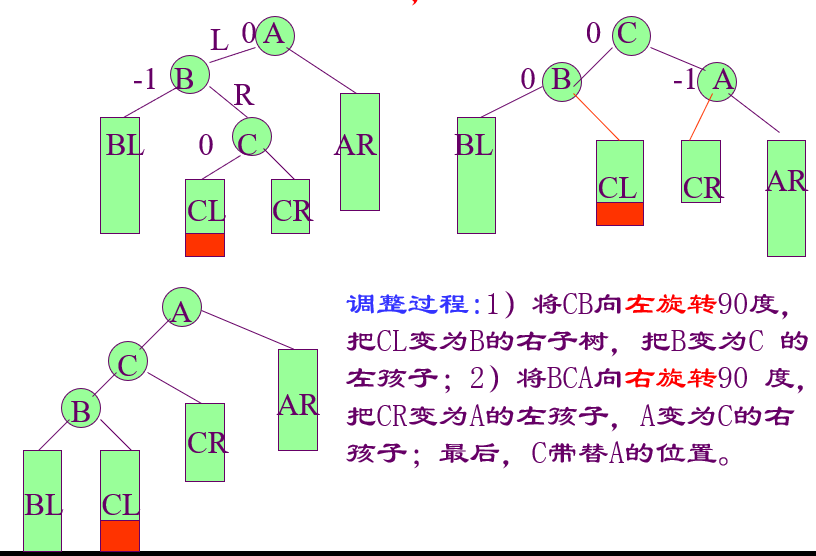 L 0 A
0 C
-1 B
0 B
-1 A
R
BL
0 C
AR
BL
CL
CR
CL
CR
AR
A
C
B
AR
CR
BL
CL
调整过程:1）将CB向左旋转90度，
把CL变为B的右子树，把B变为C 的
左孩子；2）将BCA向右旋转90 度，
把CR变为A的左孩子，A变为C的右
孩子；最后，C带替A的位置。